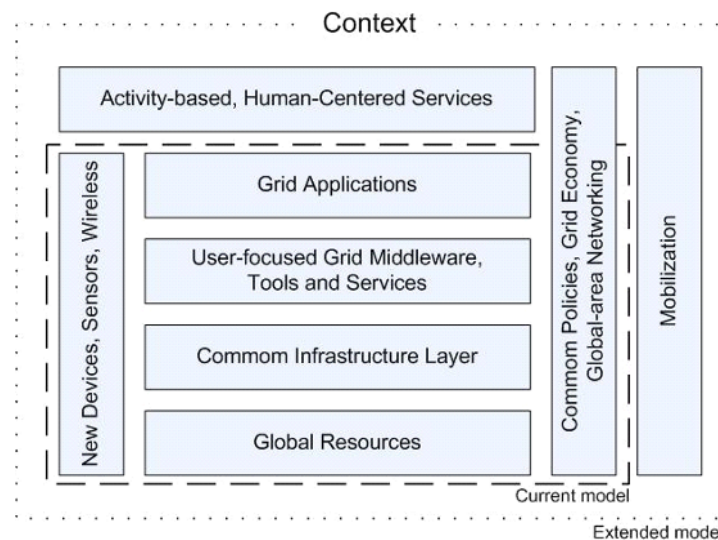 Context
Activity-based, Human-Centered Services
New Devices, Sensors, Wireless
Grid Applications
User-focused Grid Middleware,
Tools and Services
Commom Infrastructure Layer
Global Resources
Commom Policies, Grid Economy,
Global-area Networking
Mobilization
Current model
Extended mode